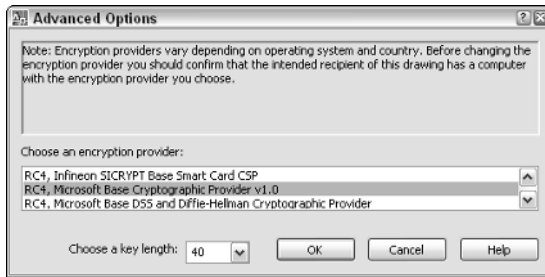 Advanced Options
Note: Encryption providers vary depending on operating system and country. Before changing the
encryption provider you should confirm that the intended recipient of this drawing has a computer
with the encryption provider you choose.
Choose an encryption provider:
RC4, Infineon SICRYPT Base Smart Card CSP
RC4, Microsoft Base Cryptographic Provider v1.0
RC4, Microsoft Base DSS and Diffie-Hellman Cryptographic Provider
Choose a key length: 40 OK Cancel Help